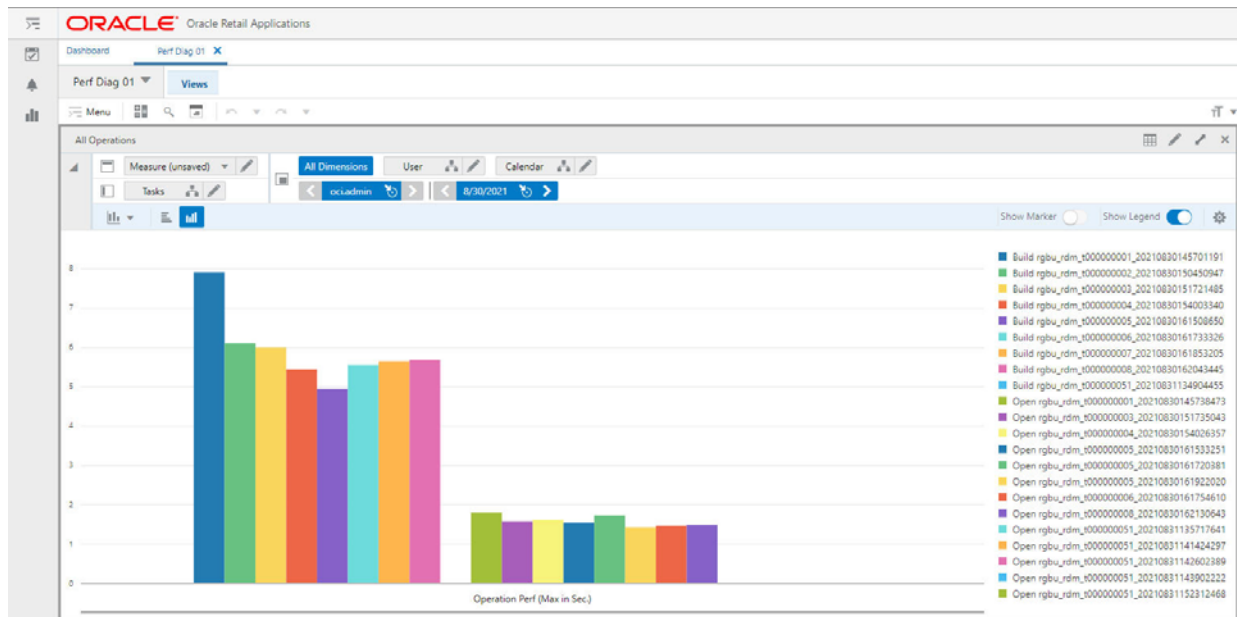 ORACLE Oracle Retail Applications
Dashboard Perf Diag 01
Perf Diag 01 Views
Menu
All Operations
Measure (unsaved) All Dimensions User Calendar
Tasks oci.admin 8/30/2021
Show Marker Show Legend
8
7
6
5
4
3
2
1
0
Operation Perf (Max in Sec.)
Build rgbu_rdm_t000000001_20210830145701191
Build rgbu_rdm_t000000002_20210830150450947
Build rgbu_rdm_t000000003_20210830151721485
Build rgbu_rdm_t000000004_20210830154003340
Build rgbu_rdm_t000000005_20210830161508650
Build rgbu_rdm_t000000006_20210830161733326
Build rgbu_rdm_t000000007_20210830161853205
Build rgbu_rdm_t000000008_20210830162043445
Build rgbu_rdm_t000000051_20210831134904455
Open rgbu_rdm_t000000001_20210830145738473
Open rgbu_rdm_t000000003_20210830151735043
Open rgbu_rdm_t000000004_20210830154026357
Open rgbu_rdm_t000000005_20210830161533251
Open rgbu_rdm_t000000005_20210830161720381
Open rgbu_rdm_t000000005_20210830161922020
Open rgbu_rdm_t000000006_20210830161754610
Open rgbu_rdm_t000000008_20210830162130643
Open rgbu_rdm_t000000051_20210831135717641
Open rgbu_rdm_t000000051_20210831141424297
Open rgbu_rdm_t000000051_20210831142602389
Open rgbu_rdm_t000000051_20210831143902222
Open rgbu_rdm_t000000051_20210831152312468